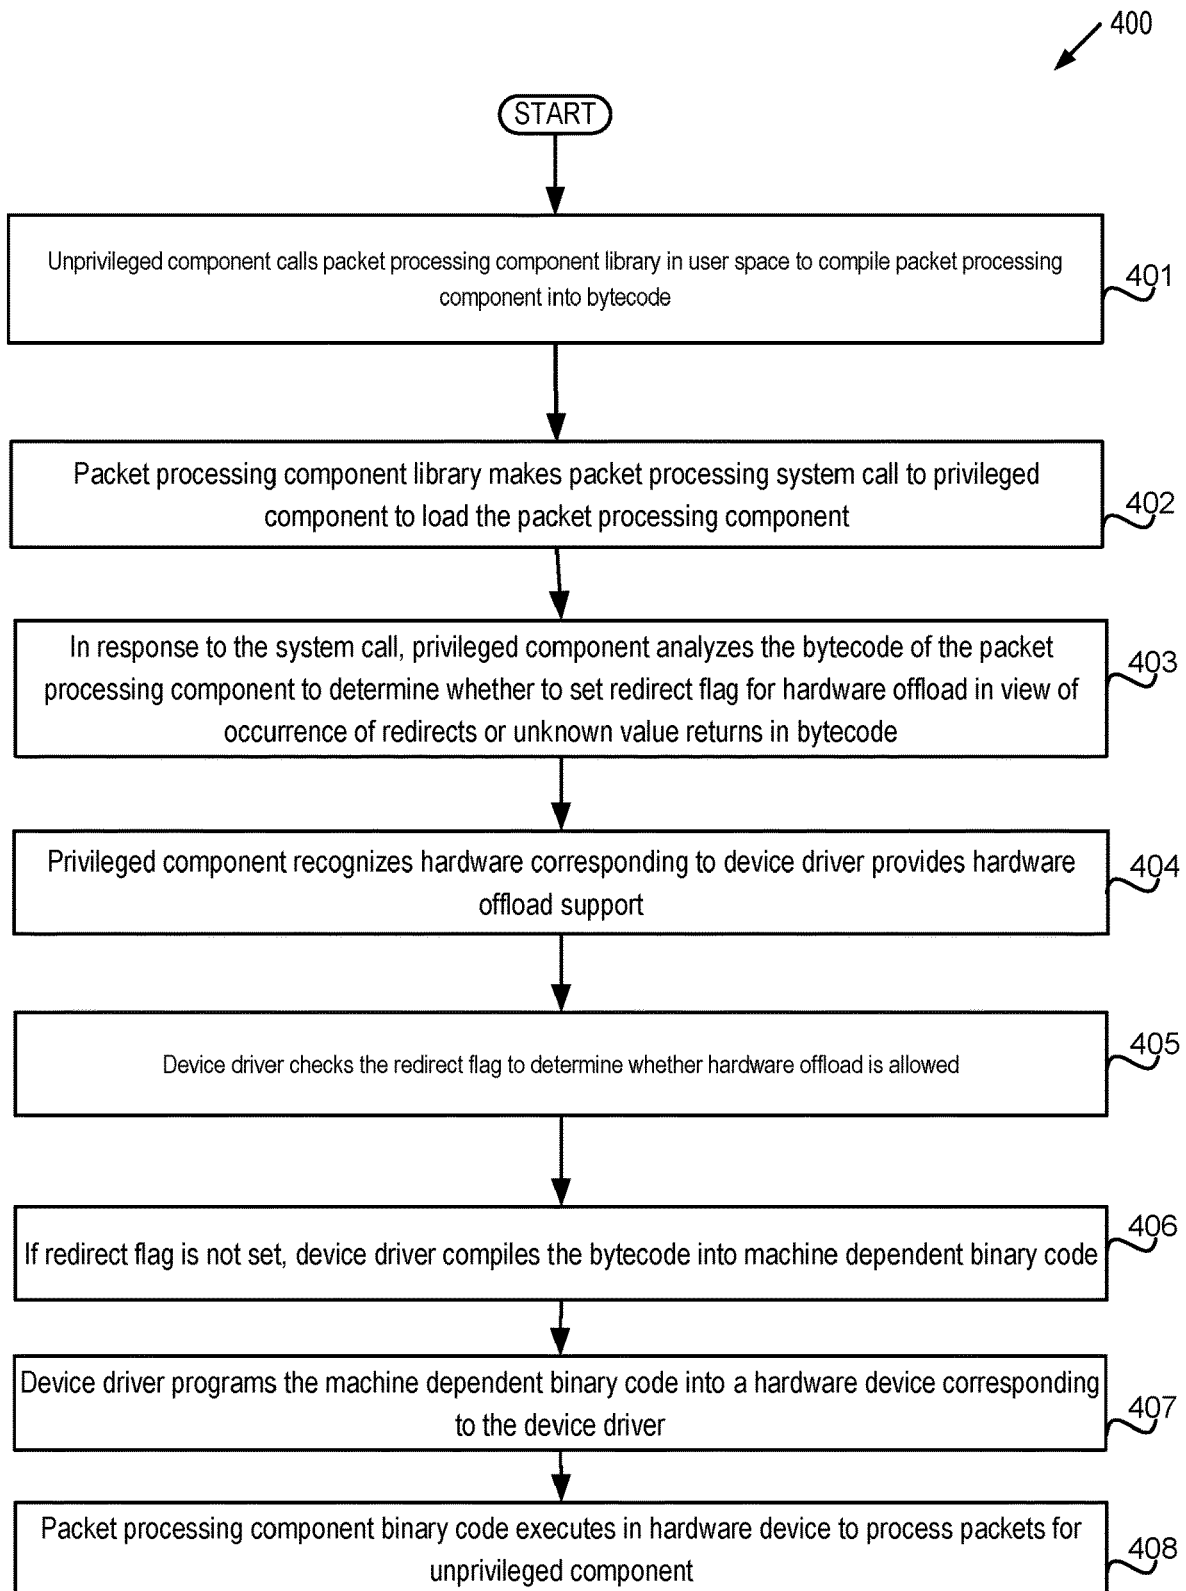 400
START
Unprivileged component calls packet processing component library in user space to compile packet processing
component into bytecode
401
Packet processing component library makes packet processing system call to privileged
component to load the packet processing component
402
In response to the system call, privileged component analyzes the bytecode of the packet
processing component to determine whether to set redirect flag for hardware offload in view of
occurrence of redirects or unknown value returns in bytecode
403
Privileged component recognizes hardware corresponding to device driver provides hardware
offload support
404
Device driver checks the redirect flag to determine whether hardware offload is allowed
405
If redirect flag is not set, device driver compiles the bytecode into machine dependent binary code
406
Device driver programs the machine dependent binary code into a hardware device corresponding
to the device driver
407
Packet processing component binary code executes in hardware device to process packets for
unprivileged component
408